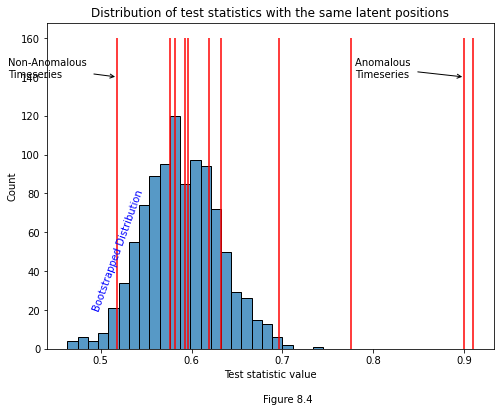 Distribution of test statistics with the same latent positions
160
Non-Anomalous
Timeseries
Anomalous
Timeseries
140
120
100
80
60
40
20
0
Count
Bootstrapped Distribution
0.5 0.6 0.7 0.8 0.9
Test statistic value
Figure 8.4